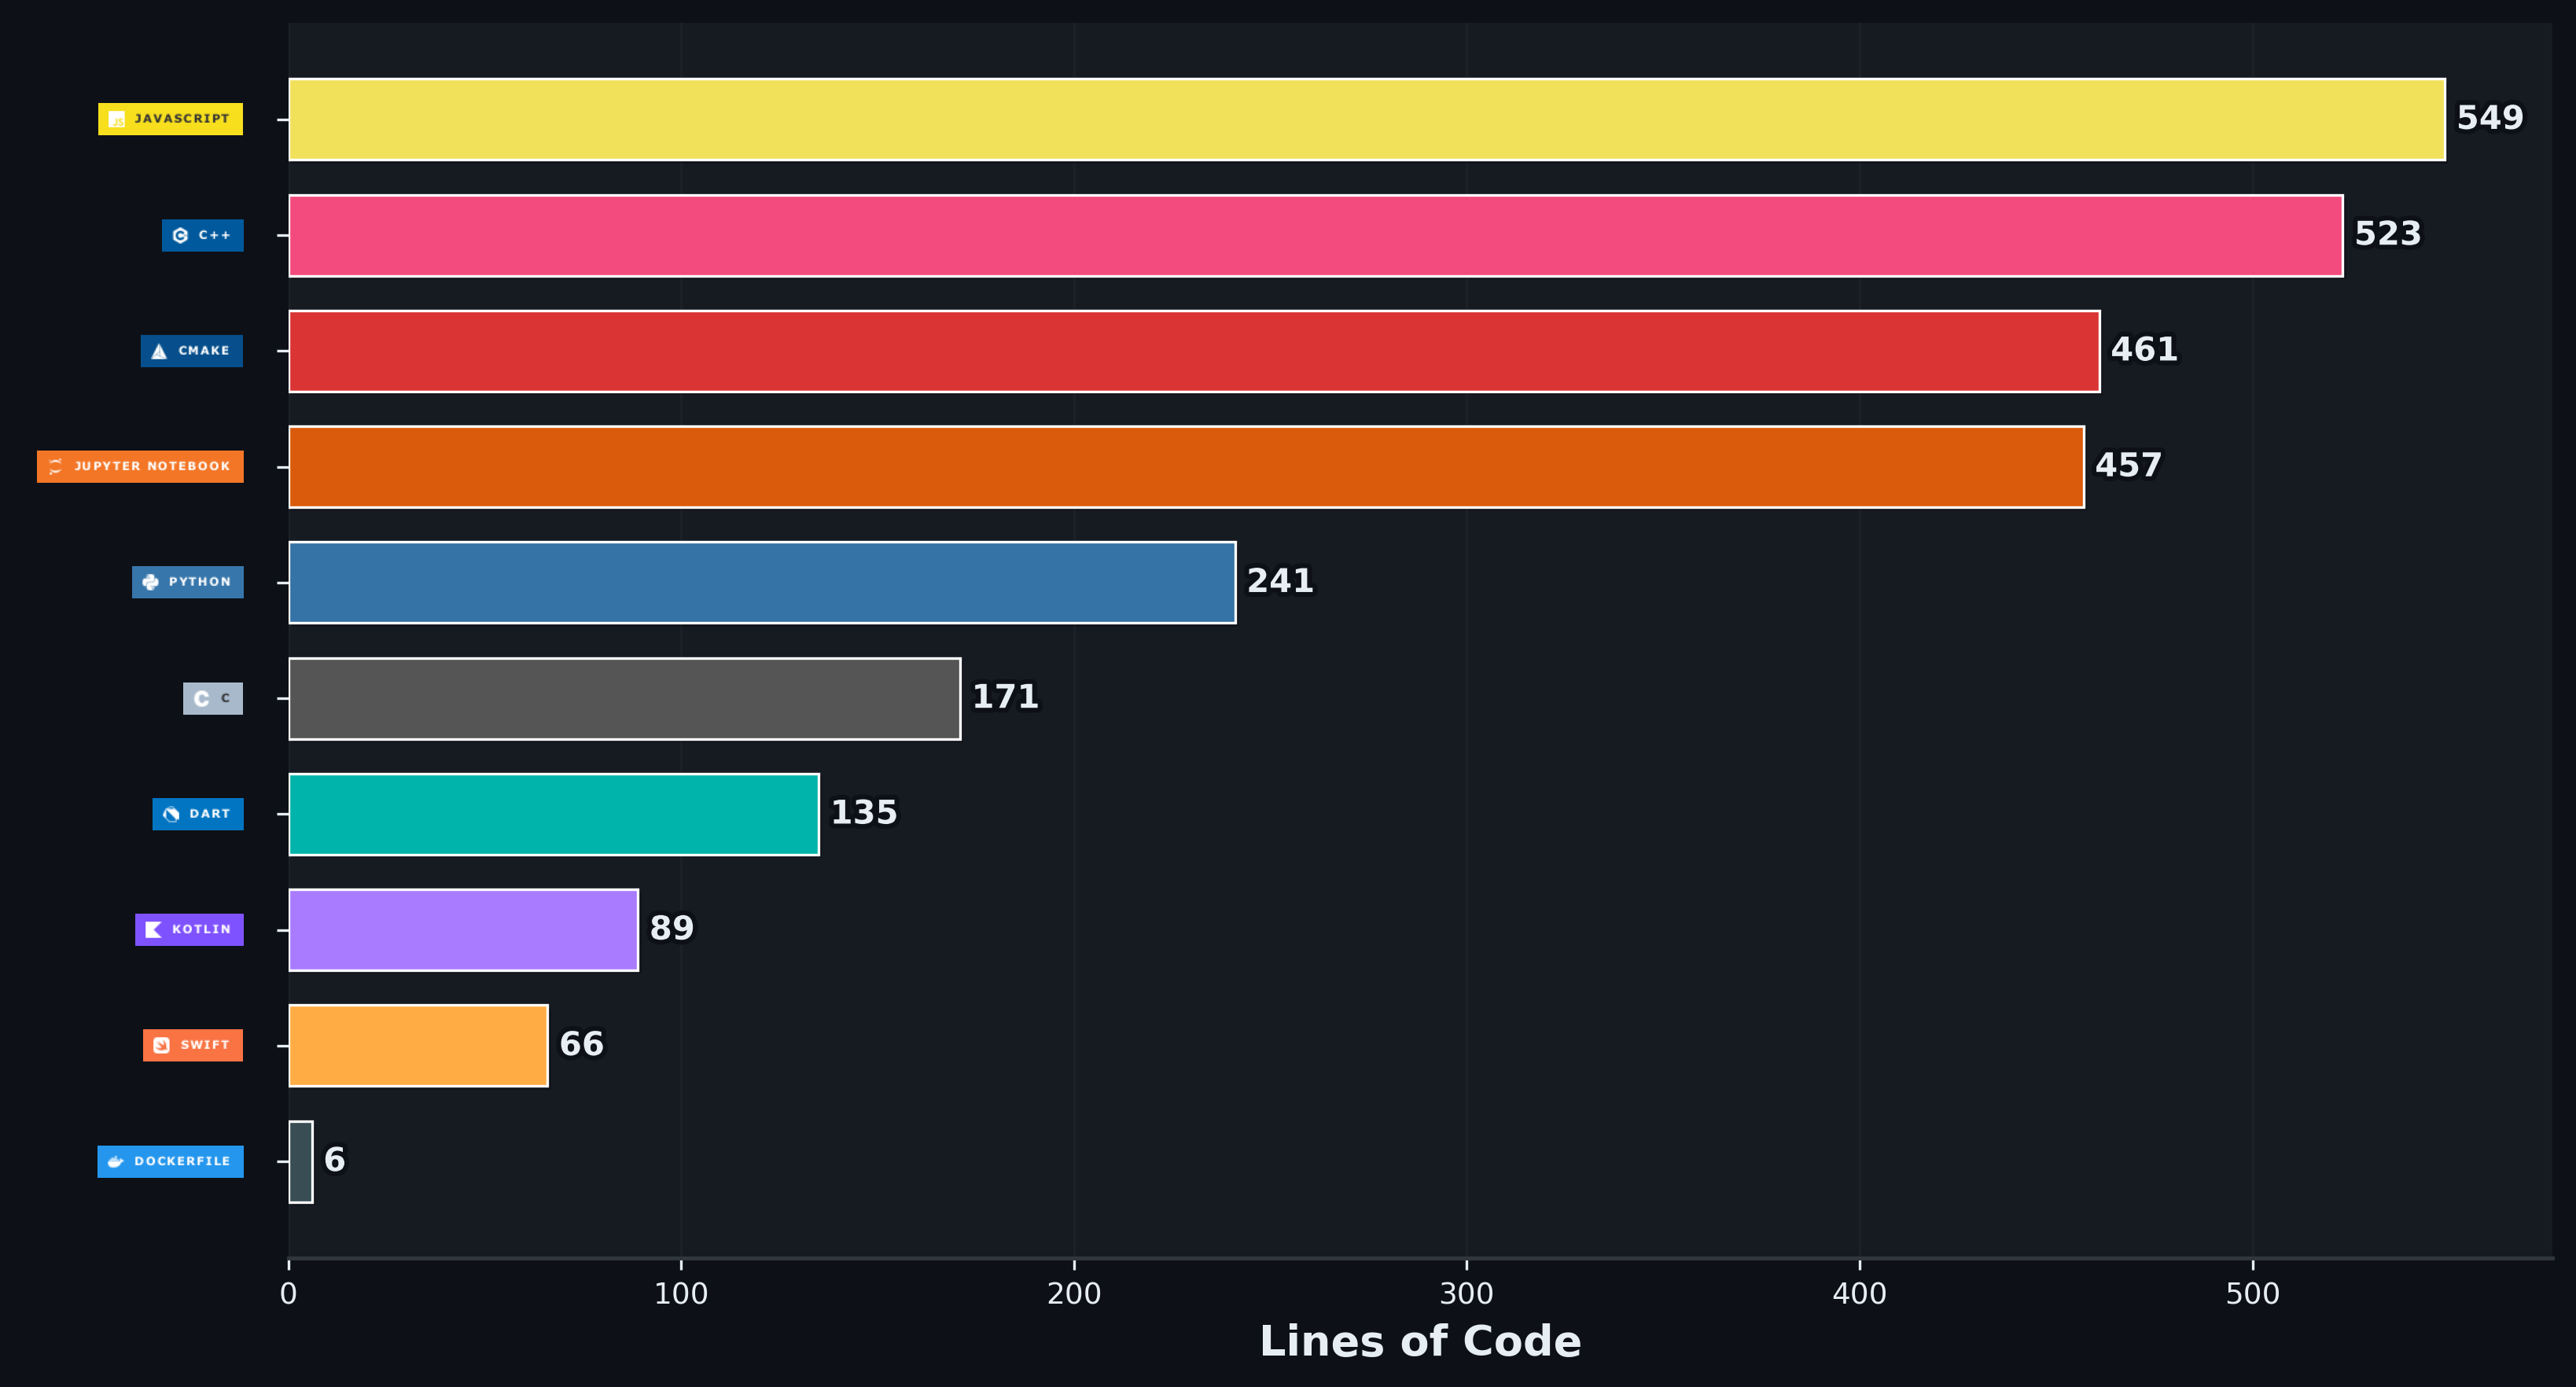 JAVASCRIPT 549
C++ 523
CMAKE 461
JUPYTER NOTEBOOK 457
PYTHON 241
C 171
DART 135
KOTLIN 89
SWIFT 66
DOCKERFILE 6
0 100 200 300 400 500
Lines of Code